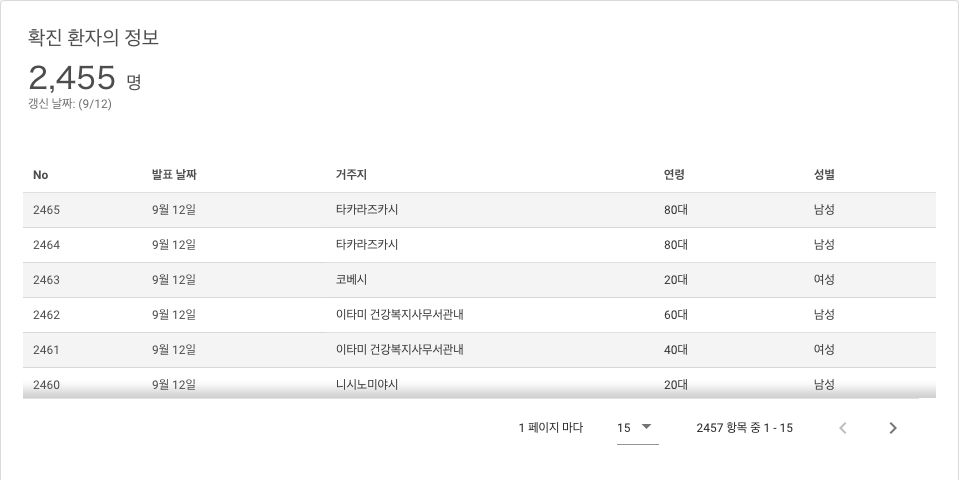 확진 환자의 정보
2,455 명
갱신 날짜: (9/12)
No 발표 날짜 거주지 연령 성별
2465 9월 12일 타카라즈카시 80대 남성
2464 9월 12일 타카라즈카시 80대 남성
2463 9월 12일 코베시 20대 여성
2462 9월 12일 이타미 건강복지사무서관내 60대 남성
2461 9월 12일 이타미 건강복지사무서관내 40대 여성
2460 9월 12일 니시노미야시 20대 남성
1 페이지 마다 15 2457 항목 중 1 - 15